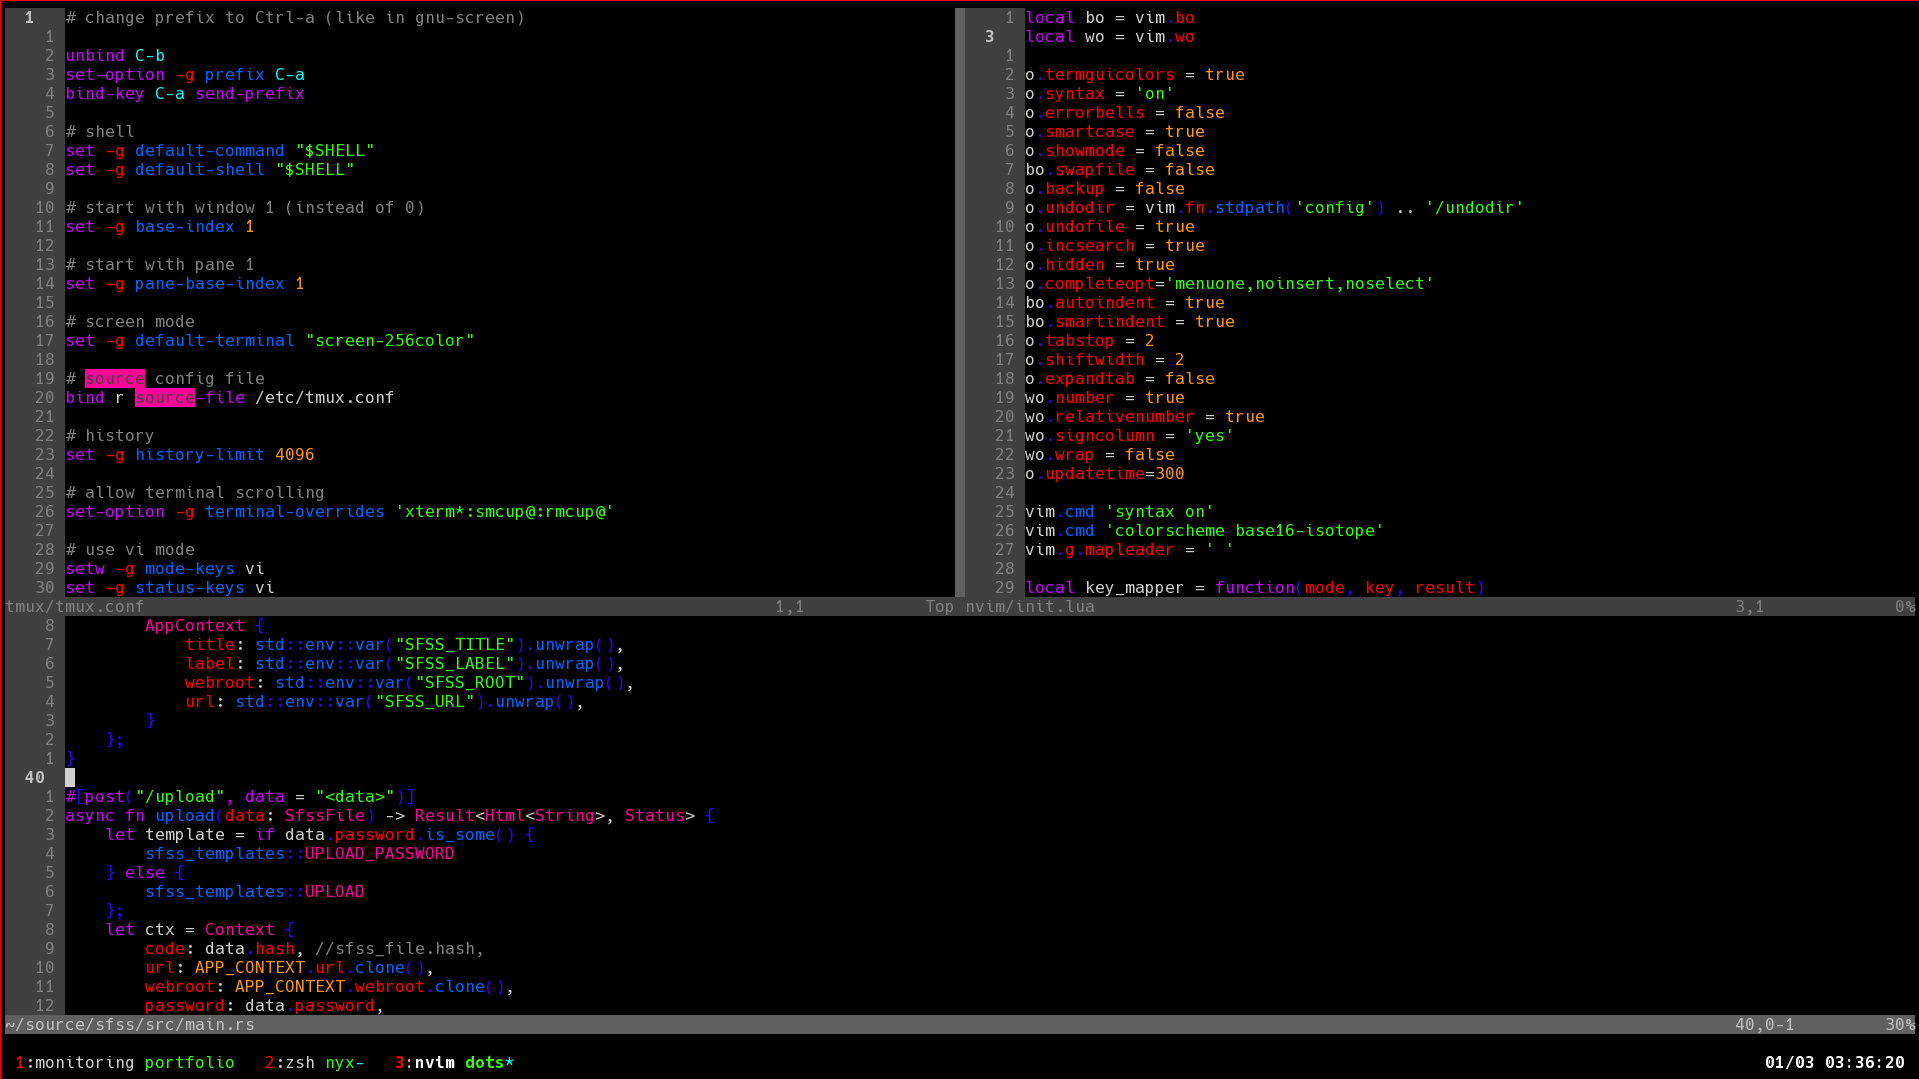 1   # change prefix to Ctrl-a (like in gnu-screen)
1
2 unbind C-b
3 set-option -g prefix C-a
4 bind-key C-a send-prefix
5
6 # shell
7 set -g default-command "$SHELL"
8 set -g default-shell "$SHELL"
9
10 # start with window 1 (instead of 0)
11 set -g base-index 1
12
13 # start with pane 1
14 set -g pane-base-index 1
15
16 # screen mode
17 set -g default-terminal "screen-256color"
18
19 # source config file
20 bind r source-file /etc/tmux.conf
21
22 # history
23 set -g history-limit 4096
24
25 # allow terminal scrolling
26 set-option -g terminal-overrides 'xterm*:smcup@:rmcup@'
27
28 # use vi mode
29 setw -g mode-keys vi
30 set -g status-keys vi
tmux/tmux.conf 1,1 Top
1 local bo = vim.bo
3   local wo = vim.wo
1
2 o.termguicolors = true
3 o.syntax = 'on'
4 o.errorbells = false
5 o.smartcase = true
6 o.showmode = false
7 bo.swapfile = false
8 o.backup = false
9 o.undodir = vim.fn.stdpath('config') .. '/undodir'
10 o.undofile = true
11 o.incsearch = true
12 o.hidden = true
13 o.completeopt='menuone,noinsert,noselect'
14 bo.autoindent = true
15 bo.smartindent = true
16 o.tabstop = 2
17 o.shiftwidth = 2
18 o.expandtab = false
19 wo.number = true
20 wo.relativenumber = true
21 wo.signcolumn = 'yes'
22 wo.wrap = false
23 o.updatetime=300
24
25 vim.cmd 'syntax on'
26 vim.cmd 'colorscheme base16-isotope'
27 vim.g.mapleader = ' '
28
29 local key_mapper = function(mode, key, result)
nvim/init.lua 3,1 0%
8         AppContext {
7             title: std::env::var("SFSS_TITLE").unwrap(),
6             label: std::env::var("SFSS_LABEL").unwrap(),
5             webroot: std::env::var("SFSS_ROOT").unwrap(),
4             url: std::env::var("SFSS_URL").unwrap(),
3         }
2     };
1 }
40
1 #[post("/upload", data = "<data>")]
2 async fn upload(data: SfssFile) -> Result<Html<String>, Status> {
3     let template = if data.password.is_some() {
4         sfss_templates::UPLOAD_PASSWORD
5     } else {
6         sfss_templates::UPLOAD
7     };
8     let ctx = Context {
9         code: data.hash, //sfss_file.hash,
10         url: APP_CONTEXT.url.clone(),
11         webroot: APP_CONTEXT.webroot.clone(),
12         password: data.password,
~/source/sfss/src/main.rs 40,0-1 30%
1:monitoring portfolio 2:zsh nyx- 3:nvim dots* 01/03 03:36:20